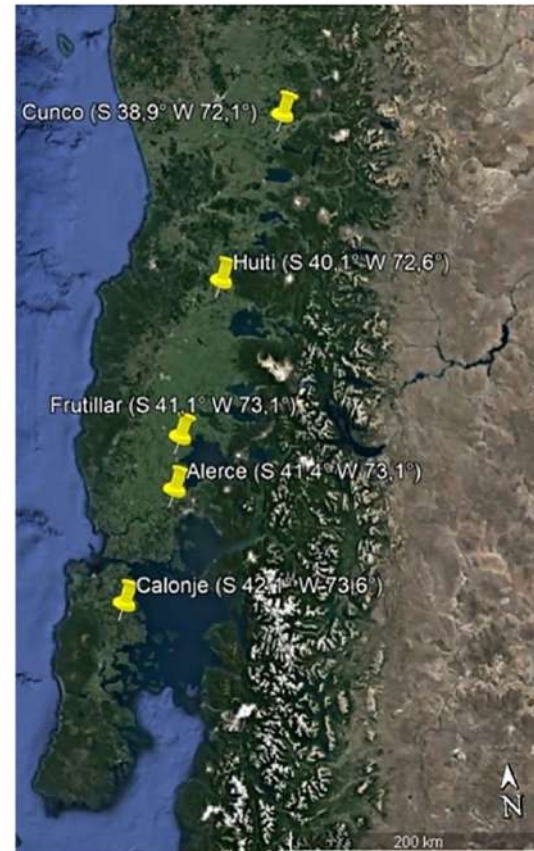 Cunco (S 38,9° W 72,1°)
Huiti (S 40,1° W 72,6°)
Frutillar (S 41,1° W 73,1°)
Alerce (S 41,4° W 73,1°)
Calonje (S 42,1° W 73,6°)
N
200 km